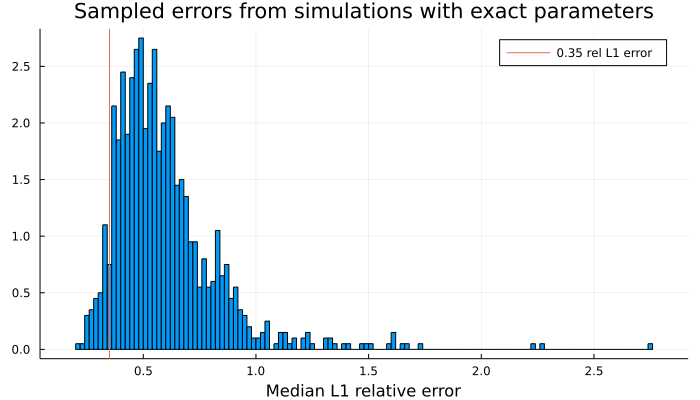 Sampled errors from simulations with exact parameters
0.35 rel L1 error
2.5
2.0
1.5
1.0
0.5
0.0
0.5 1.0 1.5 2.0 2.5
Median L1 relative error